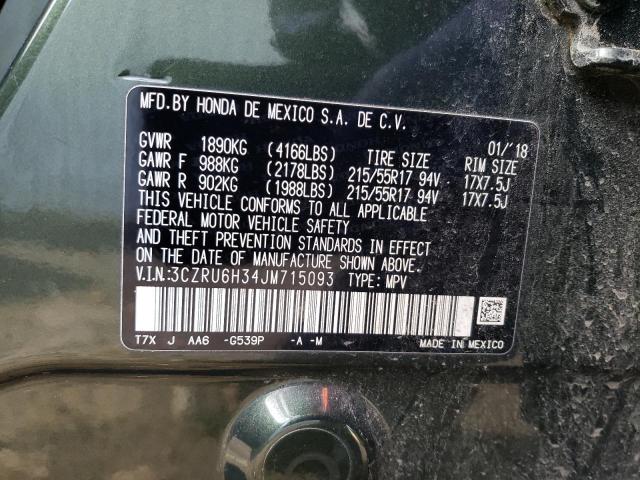 MFD.BY HONDA DE MEXICO S.A. DE C.V.
01/'18
GVWR 1890KG (4166LBS) TIRE SIZE RIM SIZE
GAWR F 988KG (2178LBS) 215/55R17 94V 17X7.5J
GAWR R 902KG (1988LBS) 215/55R17 94V 17X7.5J
THIS VEHICLE CONFORMS TO ALL APPLICABLE
FEDERAL MOTOR VEHICLE SAFETY
AND THEFT PREVENTION STANDARDS IN EFFECT
ON THE DATE OF MANUFACTURE SHOWN ABOVE.
V.I.N.:3CZRU6H34JM715093 TYPE: MPV
T7X J AA6 -G539P -A -M MADE IN MEXICO